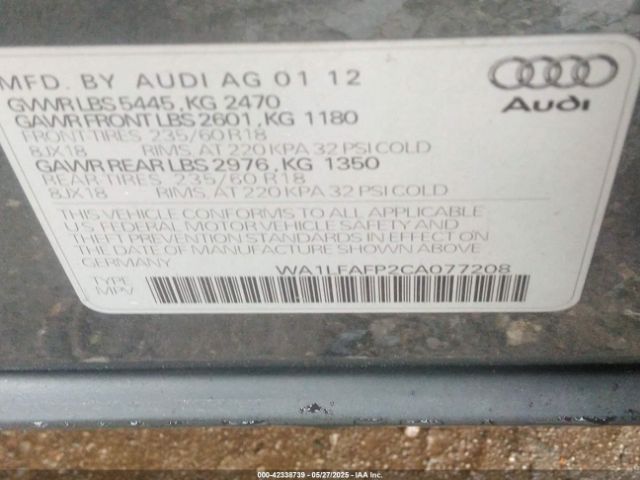 MFD. BY AUDI AG 01 12
GVWR LBS 5445, KG 2470
GAWR FRONT LBS 2601, KG 1180
FRONT TIRES 235/60 R18
8JX18 RIMS, AT 220 KPA 32 PSI COLD
GAWR REAR LBS 2976, KG 1350
REAR TIRES 235/60 R18
8JX18 RIMS, AT 220 KPA 32 PSI COLD
THIS VEHICLE CONFORMS TO ALL APPLICABLE
U.S. FEDERAL MOTOR VEHICLE SAFETY AND
THEFT PREVENTION STANDARDS IN EFFECT ON
THE DATE OF MANUFACTURE SHOWN ABOVE
GERMANY WA1LFAFP2CA077208
TYPE
MPV
Audi
000-42338739 - 05/27/2025 - IAA Inc.